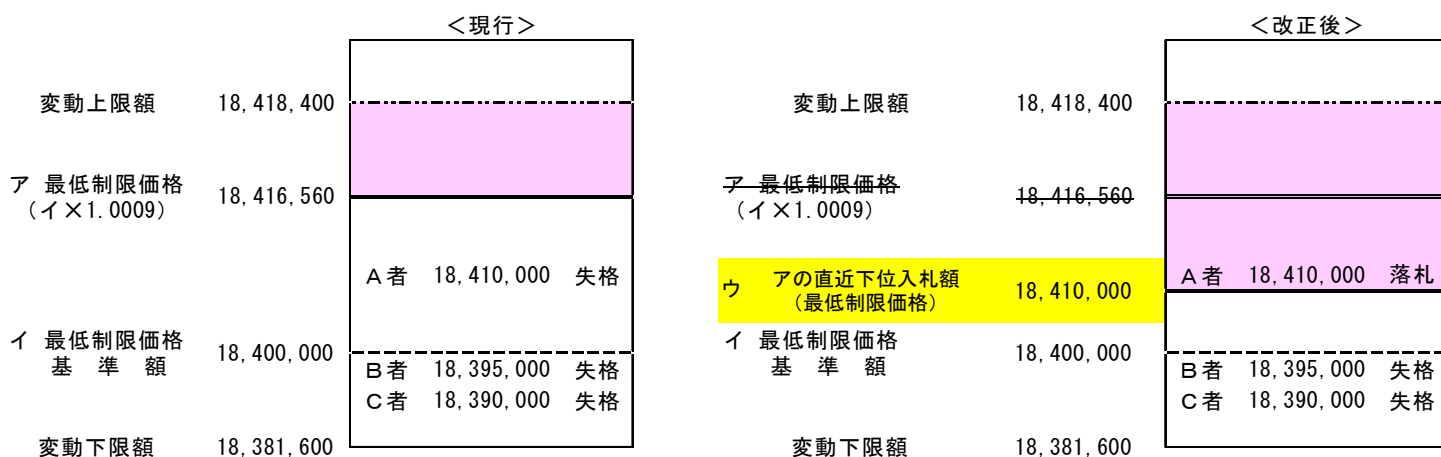 ＜現行＞
変動上限額 18,418,400
ア 最低制限価格
（イ×1.0009） 18,416,560
A者 18,410,000 失格
イ 最低制限価格
基 準 額 18,400,000
B者 18,395,000 失格
C者 18,390,000 失格
変動下限額 18,381,600
＜改正後＞
変動上限額 18,418,400
ア 最低制限価格
（イ×1.0009） 18,416,560
ウ アの直近下位入札額
（最低制限価格） 18,410,000
A者 18,410,000 落札
イ 最低制限価格
基 準 額 18,400,000
B者 18,395,000 失格
C者 18,390,000 失格
変動下限額 18,381,600